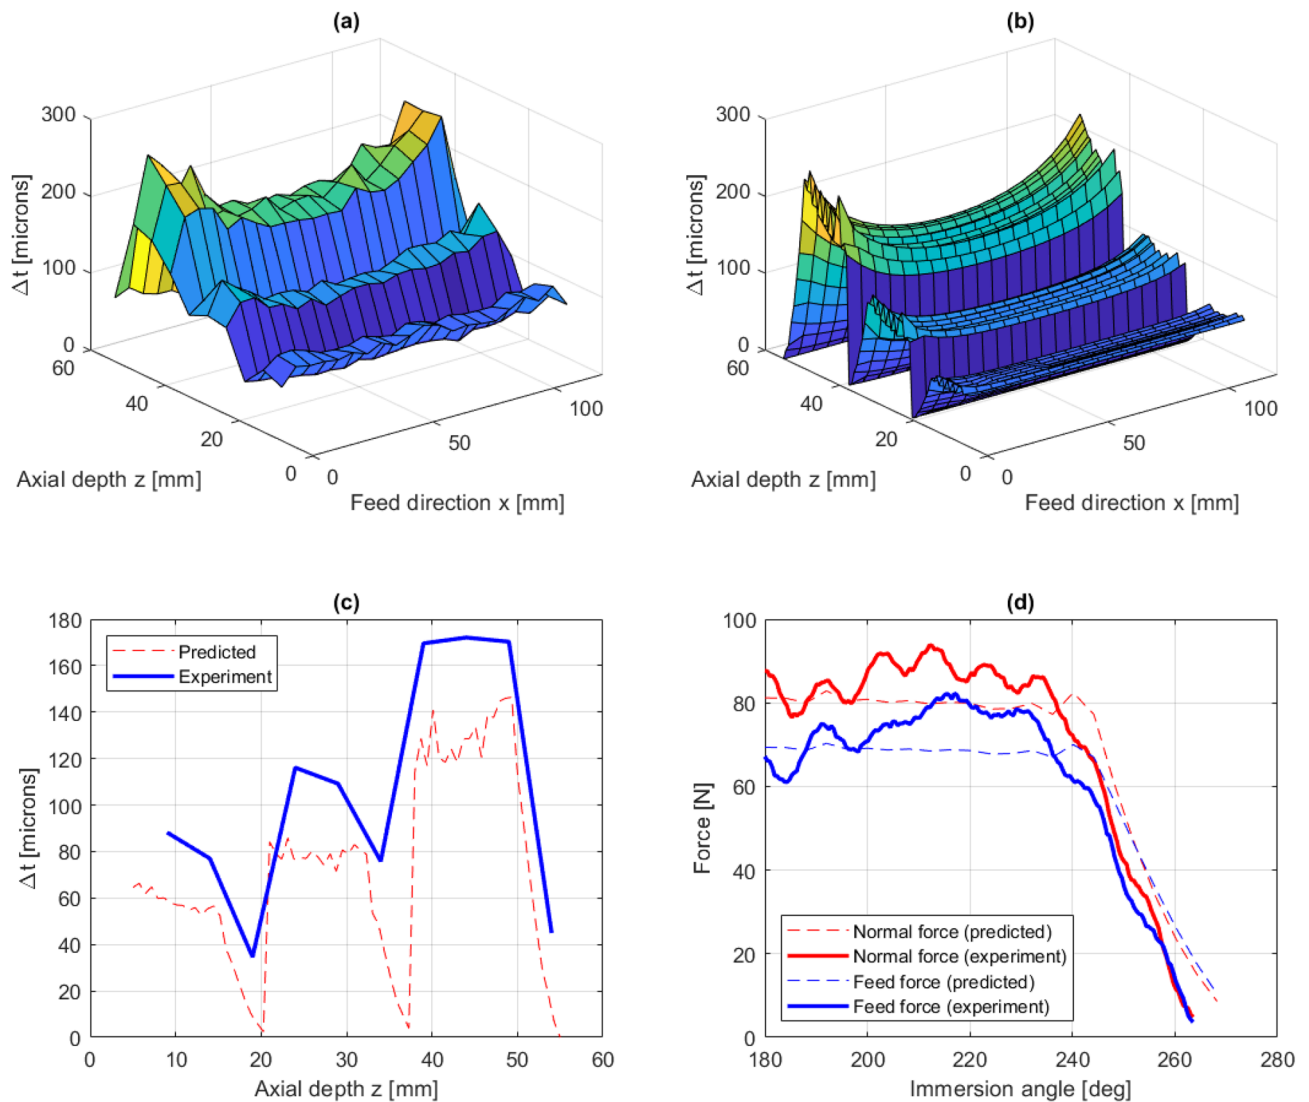 (a)
300
200
100
0
Δt [microns]
60
40
20
0
Axial depth z [mm]
0
50
100
Feed direction x [mm]
(b)
300
200
100
0
Δt [microns]
60
40
20
0
Axial depth z [mm]
0
50
100
Feed direction x [mm]
(c)
180
160
140
120
100
80
60
40
20
0
Δt [microns]
Predicted
Experiment
0 10 20 30 40 50 60
Axial depth z [mm]
(d)
100
80
60
40
20
0
Force [N]
Normal force (predicted)
Normal force (experiment)
Feed force (predicted)
Feed force (experiment)
180 200 220 240 260 280
Immersion angle [deg]